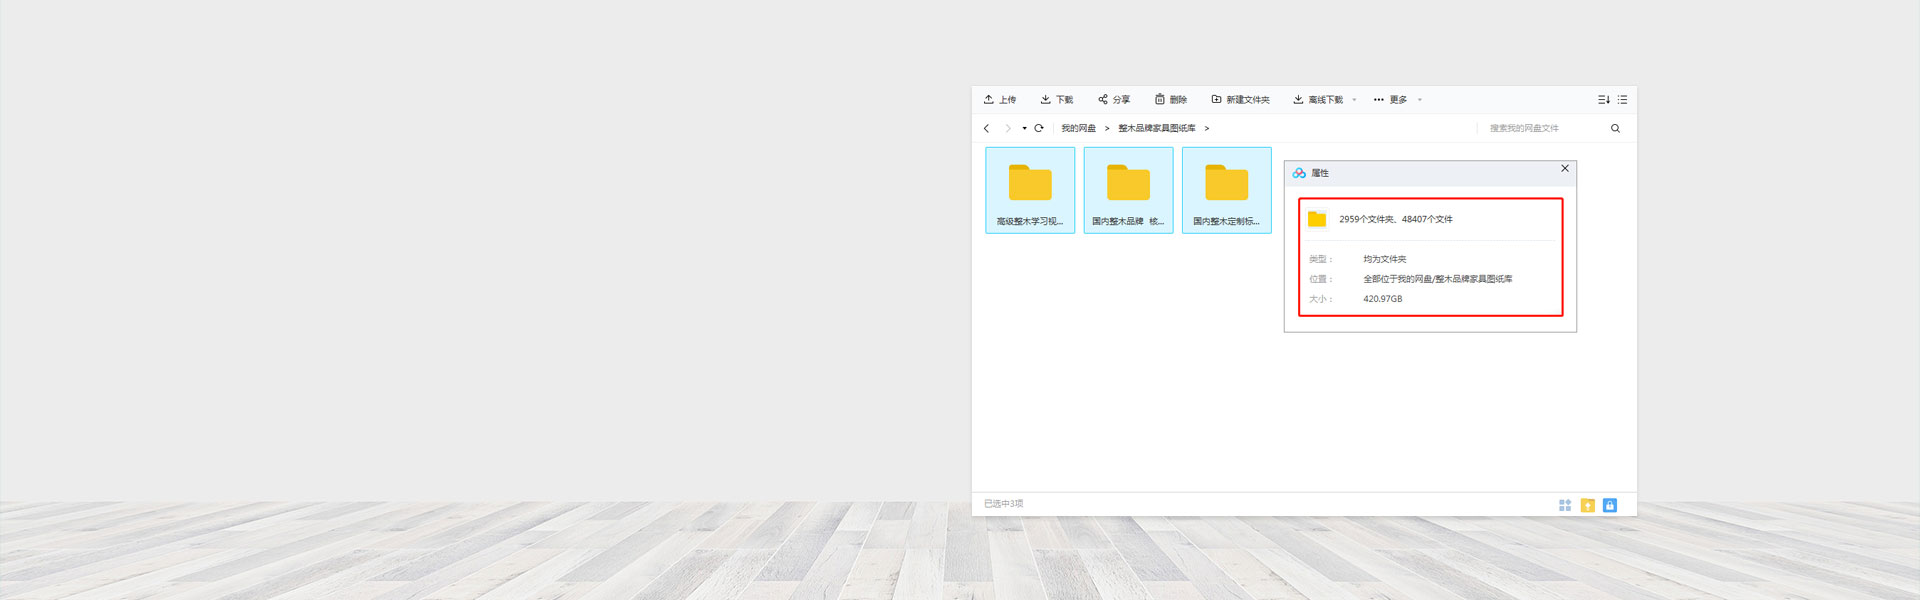 上传 下载 分享 删除 新建文件夹 离线下载 更多
我的网盘 > 整木品牌家具图纸库 > 搜索我的网盘文件
高级整木学习视... 国内整木品牌 核... 国内整木定制标...
属性
2959个文件夹、48407个文件
类型： 均为文件夹
位置： 全部位于我的网盘/整木品牌家具图纸库
大小： 420.97GB
已选中3项